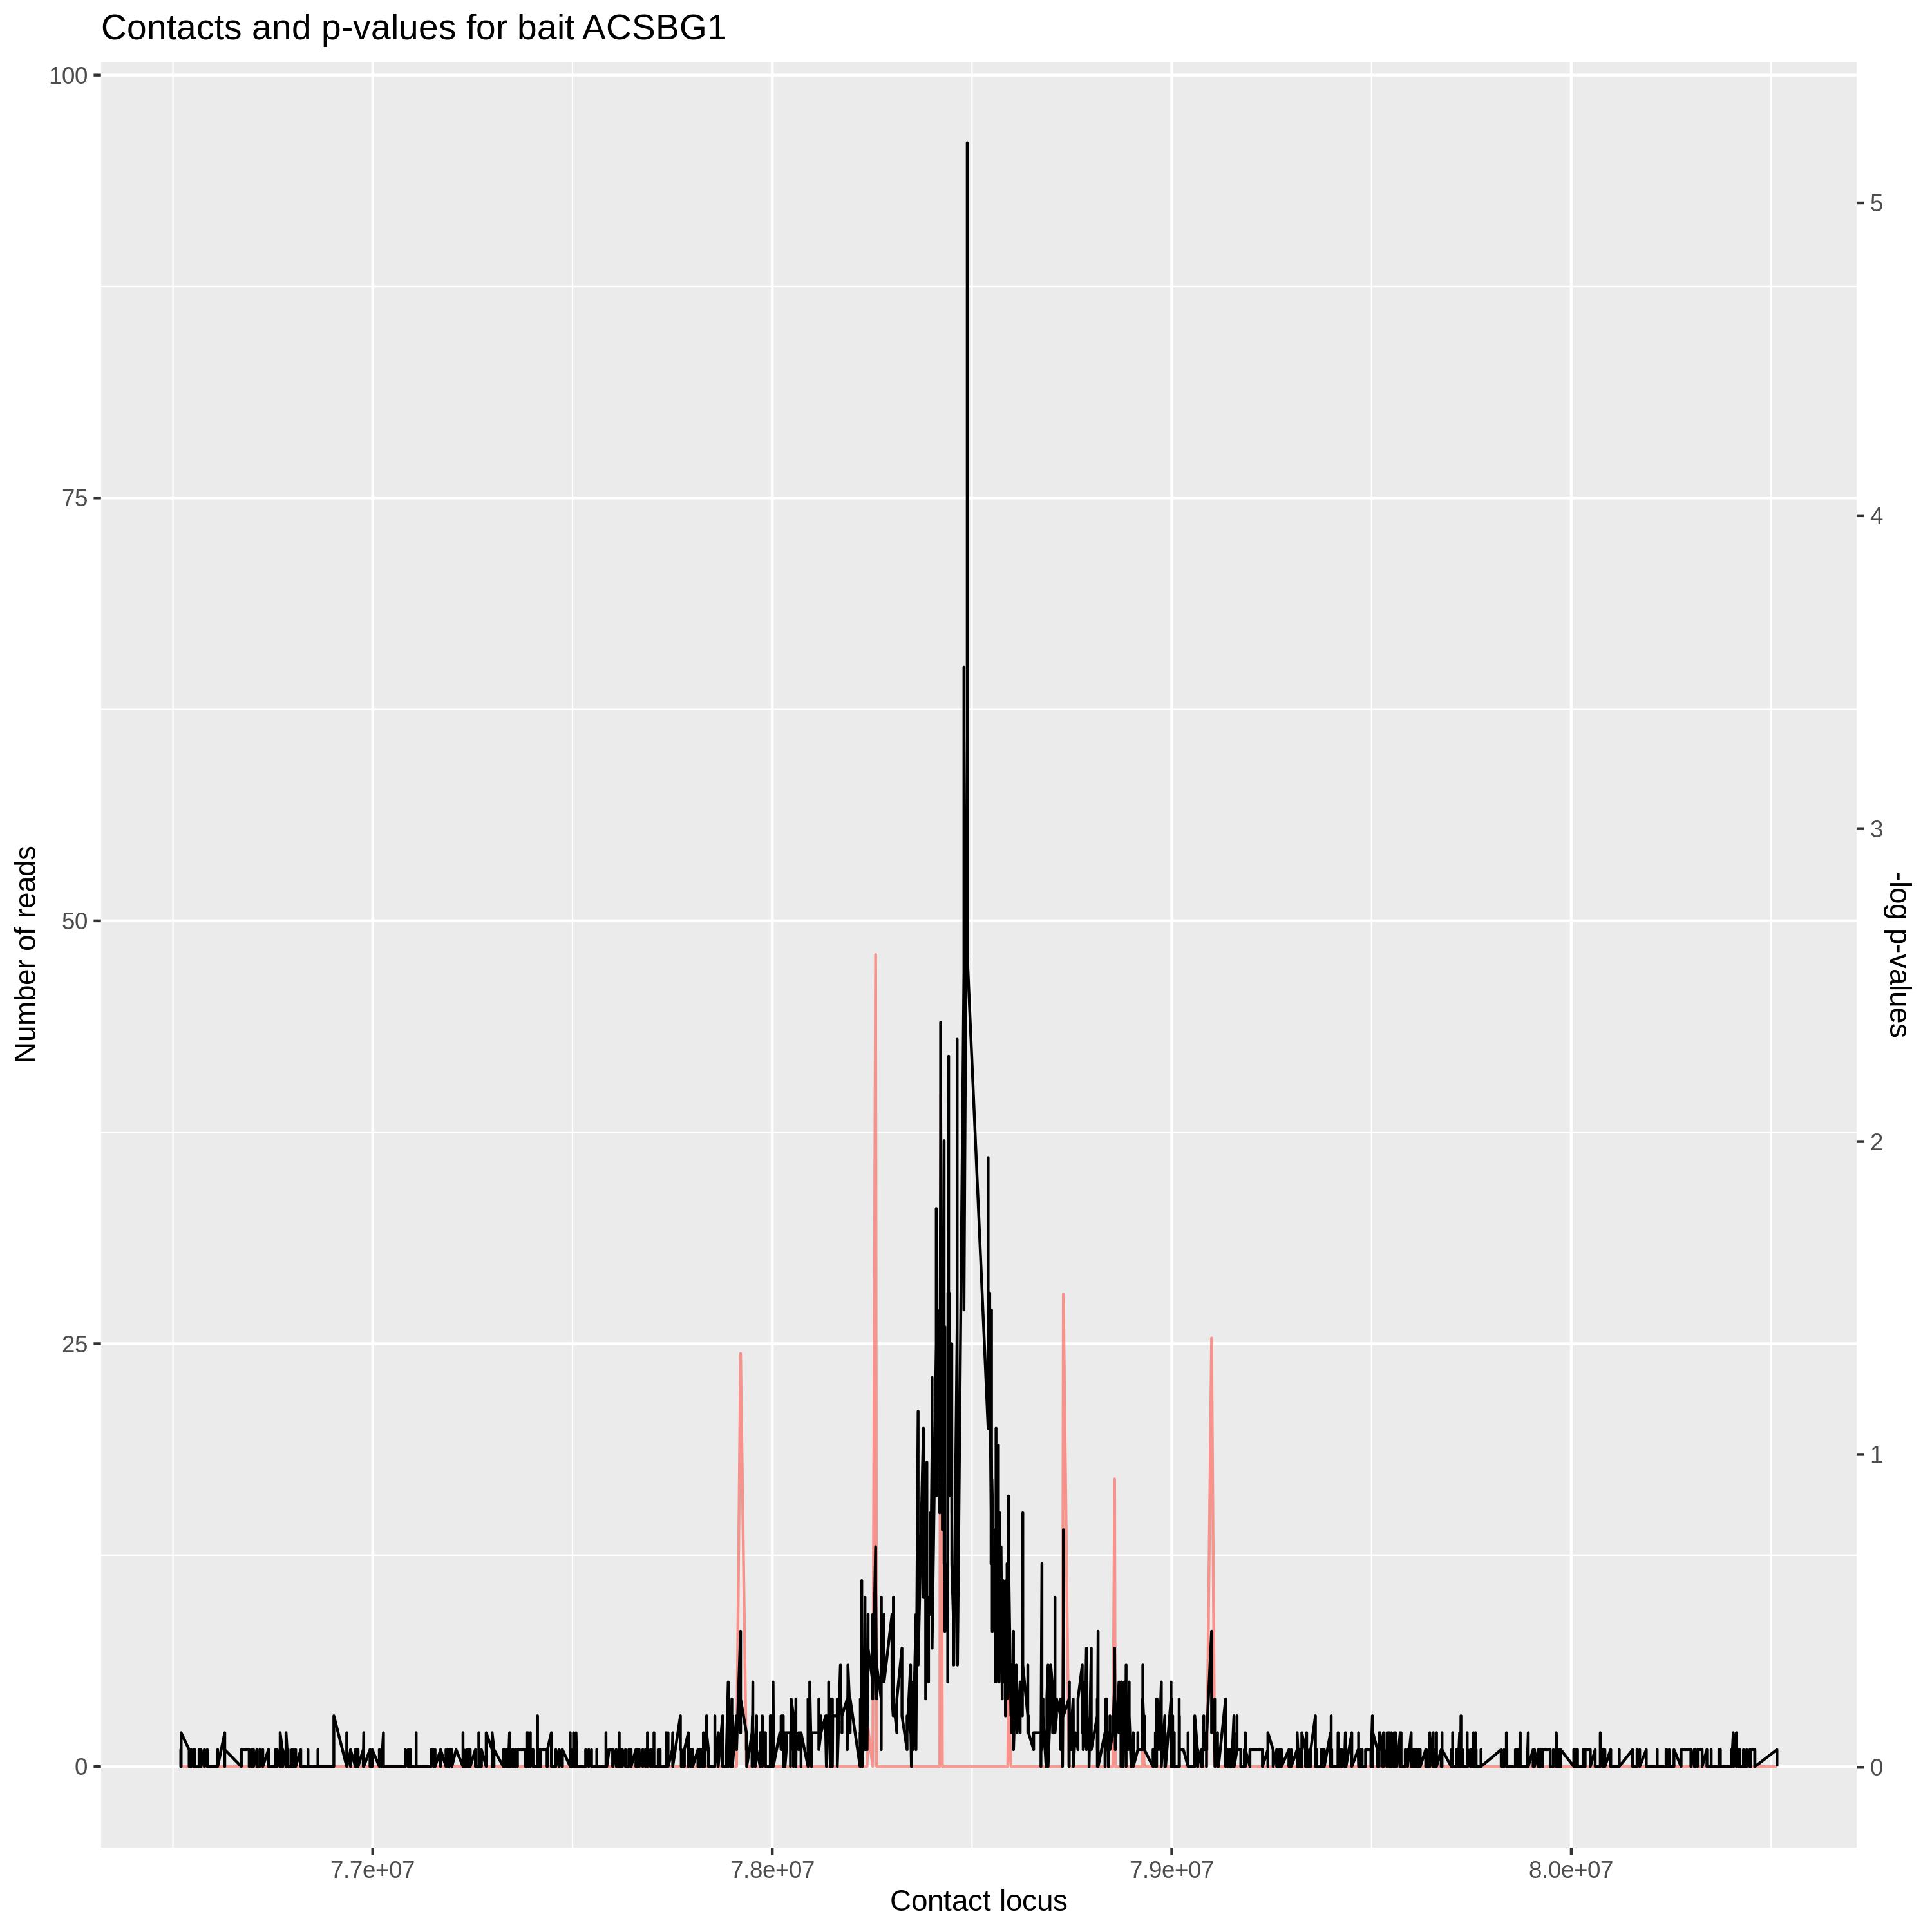 Contacts and p-values for bait ACSBG1
100
75
50
25
0
Number of reads
5
4
3
2
1
0
-log p-values
7.7e+07
7.8e+07
7.9e+07
8.0e+07
Contact locus